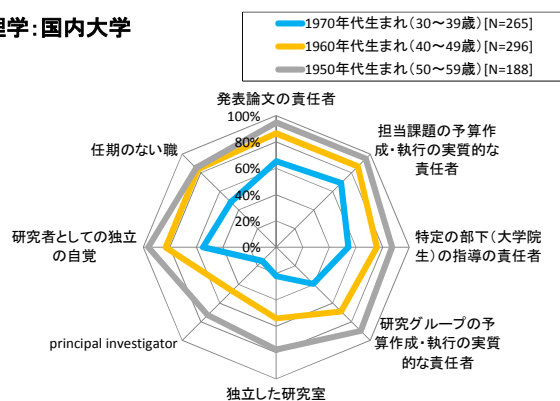 理学：国内大学
1970年代生まれ（30～39歳）[N=265]
1960年代生まれ（40～49歳）[N=296]
1950年代生まれ（50～59歳）[N=188]
発表論文の責任者
担当課題の予算作
成・執行の実質的な
責任者
特定の部下（大学院
生）の指導の責任者
研究グループの予
算作成・執行の実質
的な責任者
独立した研究室
principal investigator
研究者としての独立
の自覚
任期のない職
100%
80%
60%
40%
20%
0%